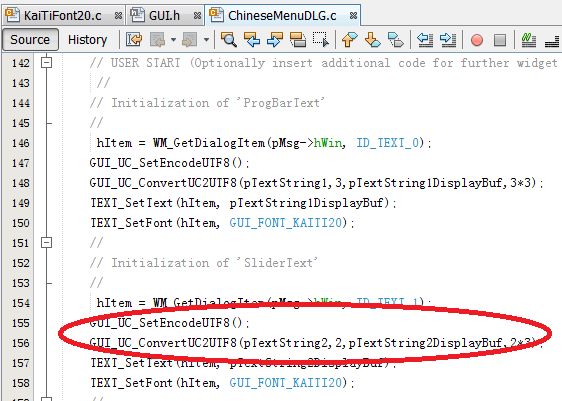 KaiTiFont20.c GUI.h ChineseMenuDLG.c
Source History
142 // USER START (Optionally insert additional code for further widget
143 //
144 // Initialization of 'ProgBarText'
145 //
146 hItem = WM_GetDialogItem(pMsg->hWin, ID_TEXT_0);
147 GUI_UC_SetEncodeUTF8();
148 GUI_UC_ConvertUC2UTF8(pTextString1,3,pTextString1DisplayBuf,3*3);
149 TEXT_SetText(hItem, pTextString1DisplayBuf);
150 TEXT_SetFont(hItem, GUI_FONT_KAITI20);
151 //
152 // Initialization of 'SliderText'
153 //
154 hItem = WM_GetDialogItem(pMsg->hWin, ID_TEXT_1);
155 GUI_UC_SetEncodeUTF8();
156 GUI_UC_ConvertUC2UTF8(pTextString2,2,pTextString2DisplayBuf,2*3);
157 TEXT_SetText(hItem, pTextString2DisplayBuf);
158 TEXT_SetFont(hItem, GUI_FONT_KAITI20);